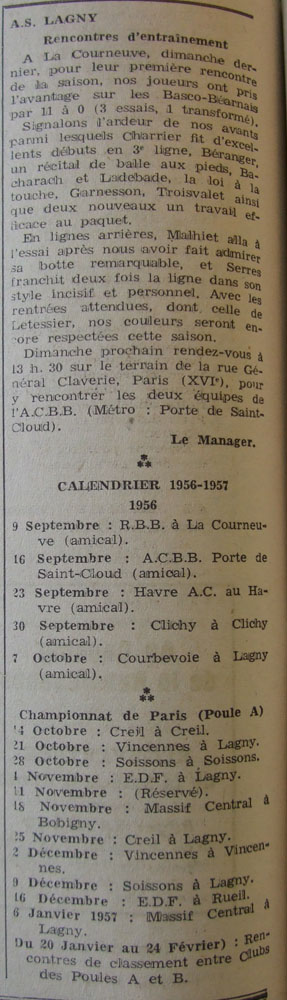 A.S. LAGNY
Rencontres d'entraînement
A La Courneuve, dimanche der-
nier, pour leur première rencontre
de la saison, nos joueurs ont pris
l'avantage sur les Basco-Béarnais
par 11 à 0 (3 essais, 1 transformé).
Signalons l'ardeur de nos avants
parmi lesquels Charrier fit d'excel-
lents débuts en 3e ligne, Béranger,
un récital de balle aux pieds, Ba-
charach et Ladebade, la loi à la
touche, Garnesson, Troisvalet ainsi
que deux nouveaux un travail ef-
ficace au paquet.
En lignes arrières, Malhiet alla à
l'essai après nous avoir fait admirer
sa botte remarquable, et Serres
franchit deux fois la ligne dans son
style incisif et personnel. Avec les
rentrées attendues, dont celle de
Letessier, nos couleurs seront en-
core respectées cette saison.
Dimanche prochain rendez-vous à
13 h. 30 sur le terrain de la rue Gé-
néral Claverie, Paris (XVIe), pour
y rencontrer les deux équipes de
l'A.C.B.B. (Métro : Porte de Saint-
Cloud).
Le Manager.
CALENDRIER 1956-1957
1956
9 Septembre : R.B.B. à La Courneu-
ve (amical).
16 Septembre : A.C.B.B. Porte de
Saint-Cloud (amical).
23 Septembre : Havre A.C. au Ha-
vre (amical).
30 Septembre : Clichy à Clichy
(amical).
7 Octobre : Courbevoie à Lagny
(amical).
Championnat de Paris (Poule A)
14 Octobre : Creil à Creil.
21 Octobre : Vincennes à Lagny.
28 Octobre : Soissons à Soissons.
4 Novembre : E.D.F. à Lagny.
11 Novembre : (Réservé).
18 Novembre : Massif Central à
Bobigny.
25 Novembre : Creil à Lagny.
2 Décembre : Vincennes à Vincen-
nes.
9 Décembre : Soissons à Lagny.
16 Décembre : E.D.F. à Rueil.
6 Janvier 1957 : Massif Central à
Lagny.
Du 20 Janvier au 24 Février) : Ren-
contres de classement entre Clubs
des Poules A et B.